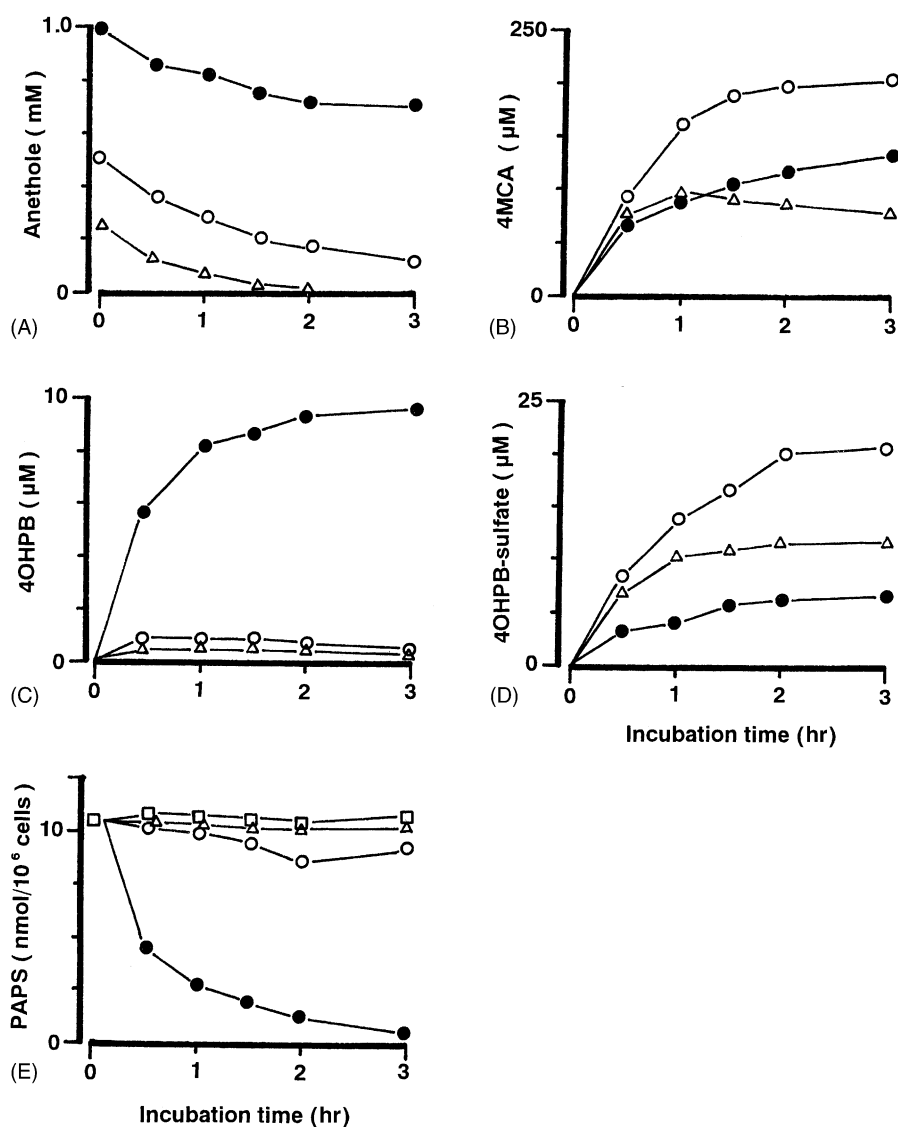 1.0
Anethole ( mM )
0
0 1 2 3
(A)
250
4MCA ( µM )
0
0 1 2 3
(B)
10
4OHPB ( µM )
0
0 1 2 3
(C)
25
4OHPB-sulfate ( µM )
0
0 1 2 3
(D)
Incubation time (hr)
10
PAPS ( nmol/10⁶ cells)
0
0 1 2 3
(E)
Incubation time (hr)